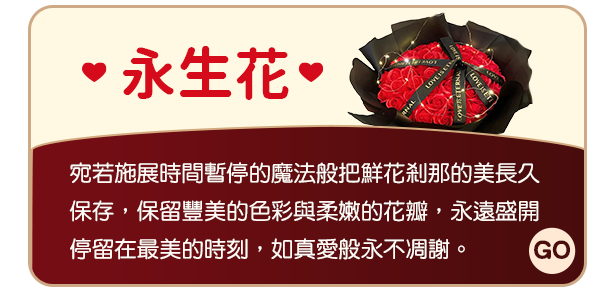 永生花
LOVE IS ETERNAL
宛若施展時間暫停的魔法般把鮮花剎那的美長久
保存，保留豐美的色彩與柔嫩的花瓣，永遠盛開
停留在最美的時刻，如真愛般永不凋謝。
GO